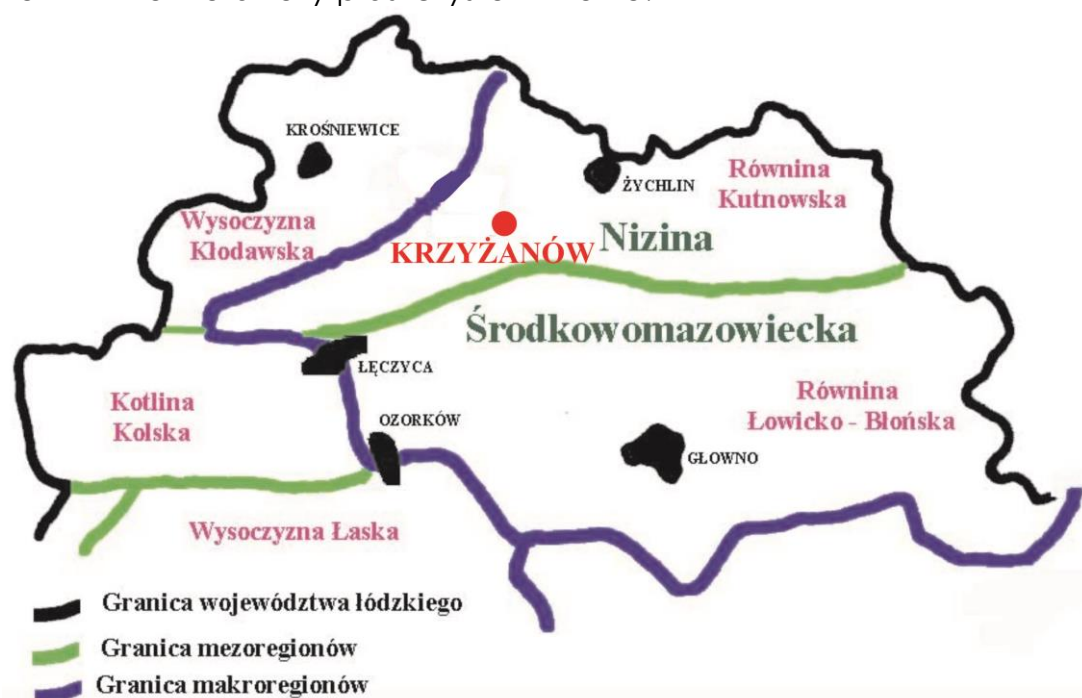 KROŚNIEWICE
ŻYCHLIN
Równina
Kutnowska
Wysoczyzna
Kłodawska
KRZYŻANÓW
Nizina
Środkowomazowiecka
ŁĘCZYCA
Kotlina
Kolska
OZORKÓW
Równina
Łowicko - Błońska
GŁOWNO
Wysoczyzna Łaska
Granica województwa łódzkiego
Granica mezoregionów
Granica makroregionów